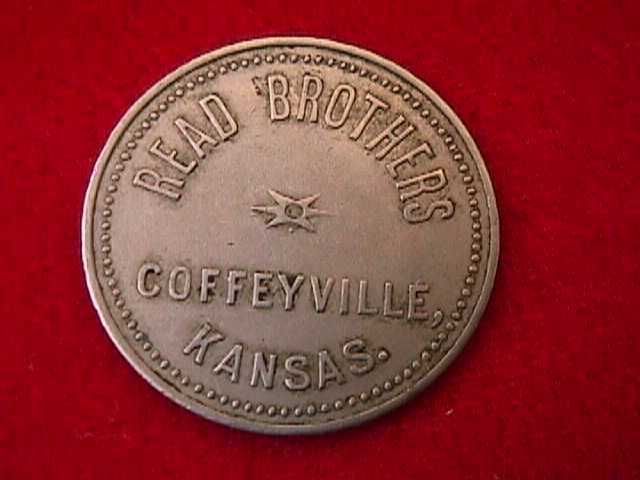 READ BROTHERS
COFFEYVILLE,
KANSAS.